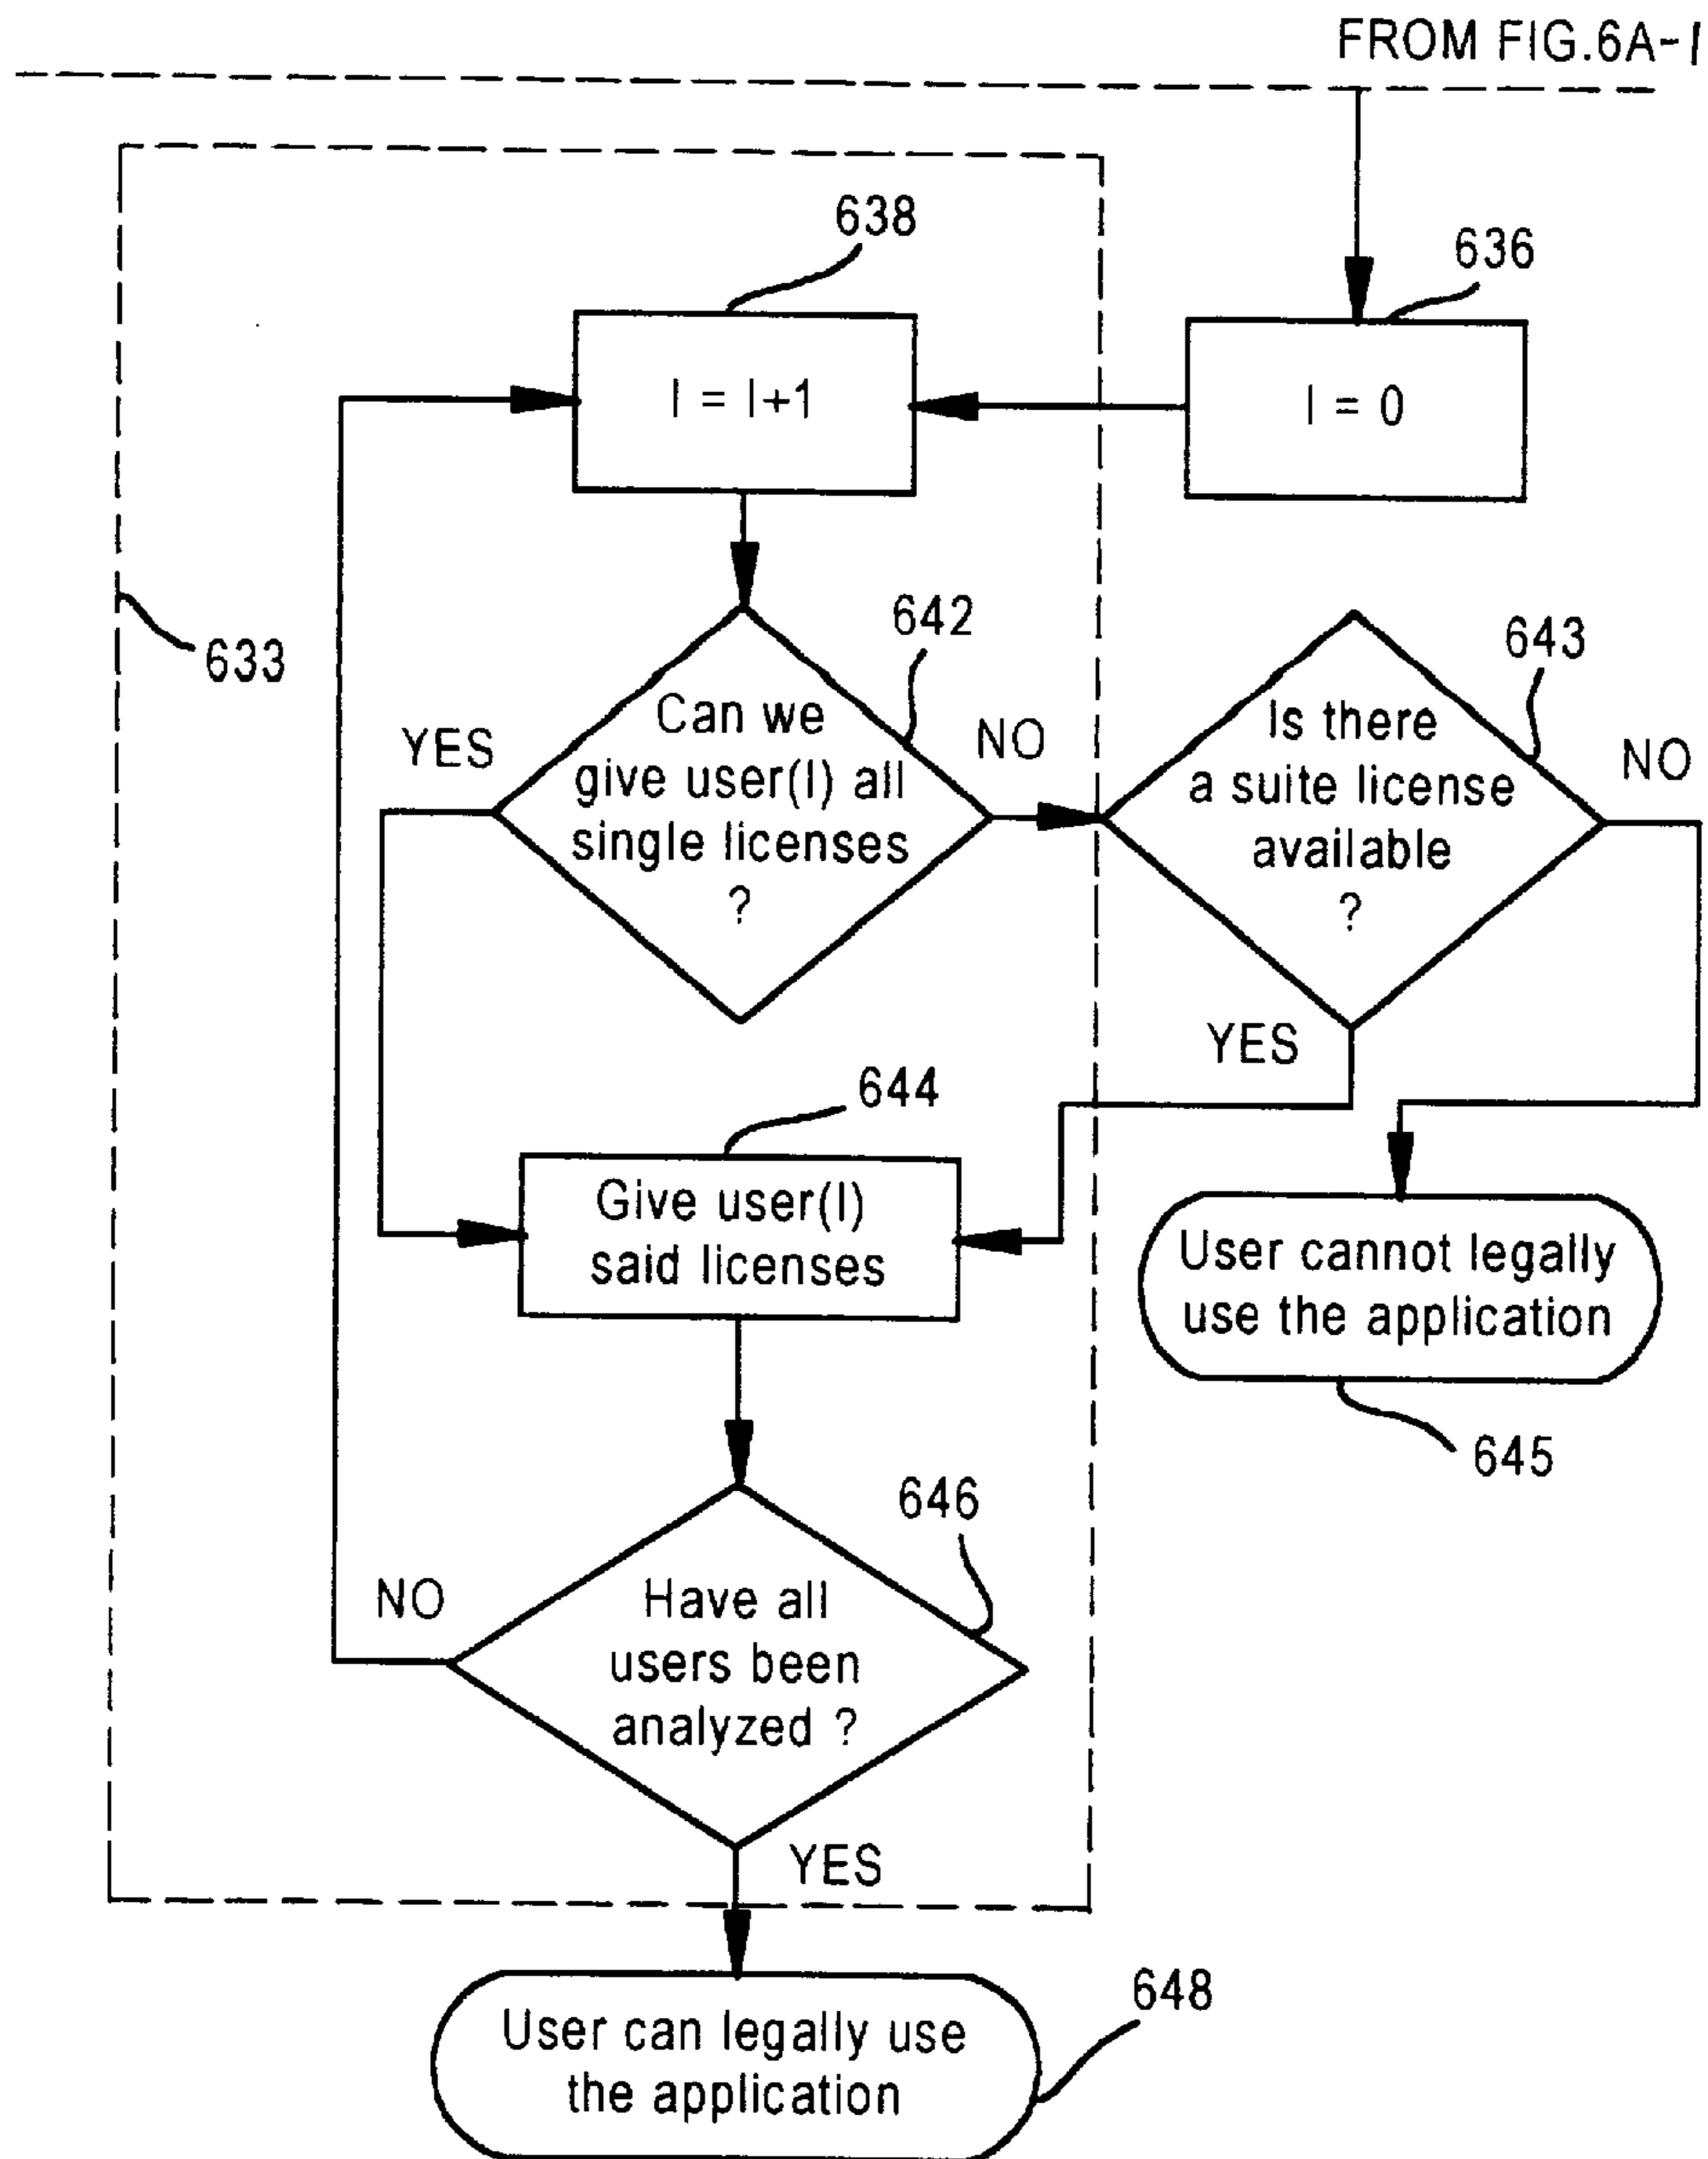 FROM FIG.6A-1
638
636
I = I+1
I = 0
633
642
643
YES
Can we
give user(I) all
single licenses
?
NO
Is there
a suite license
available
?
NO
YES
644
Give user(I)
said licenses
User cannot legally
use the application
645
646
NO
Have all
users been
analyzed ?
YES
648
User can legally use
the application